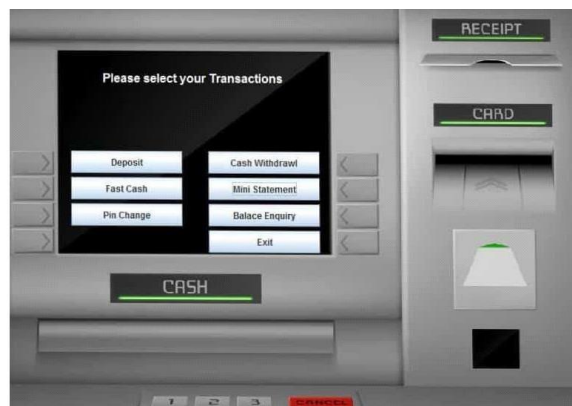 RECEIPT
Please select your Transactions
CARD
Deposit
Cash Withdrawl
Fast Cash
Mini Statement
Pin Change
Balace Enquiry
Exit
CASH
1 2 3 CANCEL